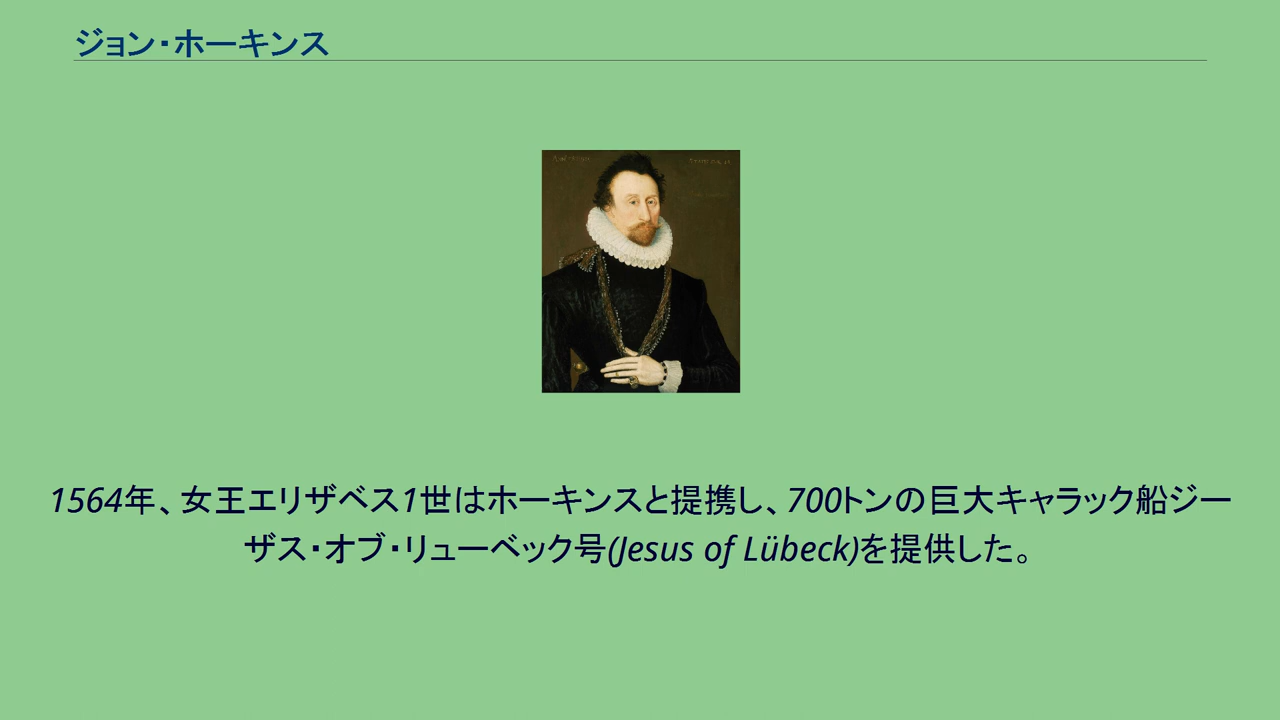 ジョン・ホーキンス
1564年、女王エリザベス1世はホーキンスと提携し、700トンの巨大キャラック船ジー
ザス・オブ・リューベック号(Jesus of Lübeck)を提供した。